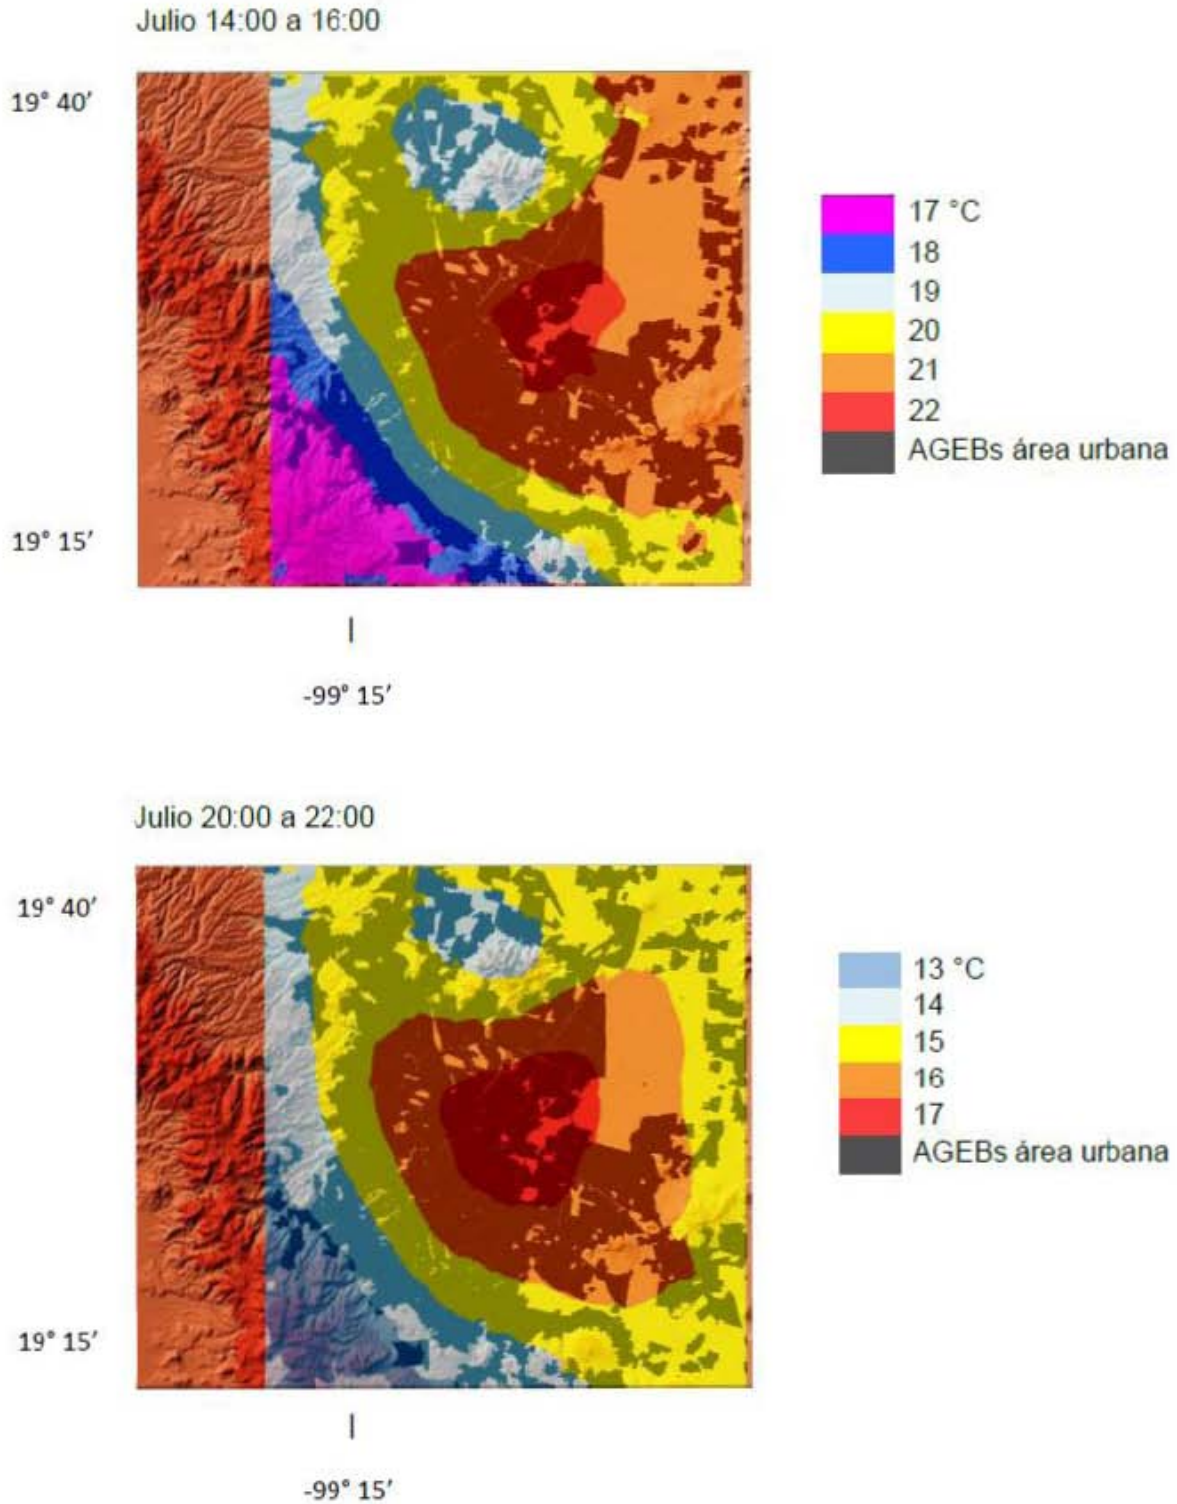 Julio 14:00 a 16:00
19° 40′
17 °C
18
19
20
21
22
AGEBs área urbana
19° 15′
-99° 15′
Julio 20:00 a 22:00
19° 40′
13 °C
14
15
16
17
AGEBs área urbana
19° 15′
-99° 15′